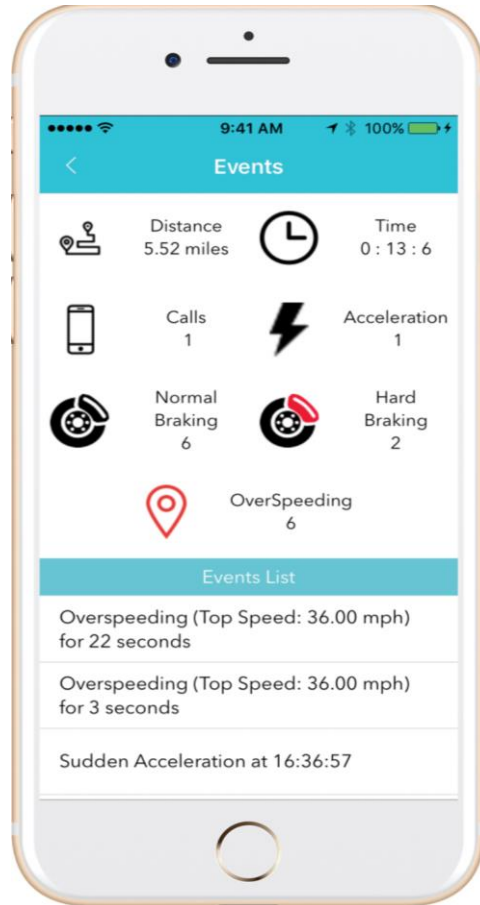 9:41 AM 100%
Events
Distance
5.52 miles
Time
0 : 13 : 6
Calls
1
Acceleration
1
Normal
Braking
6
Hard
Braking
2
OverSpeeding
6
Events List
Overspeeding (Top Speed: 36.00 mph)
for 22 seconds
Overspeeding (Top Speed: 36.00 mph)
for 3 seconds
Sudden Acceleration at 16:36:57